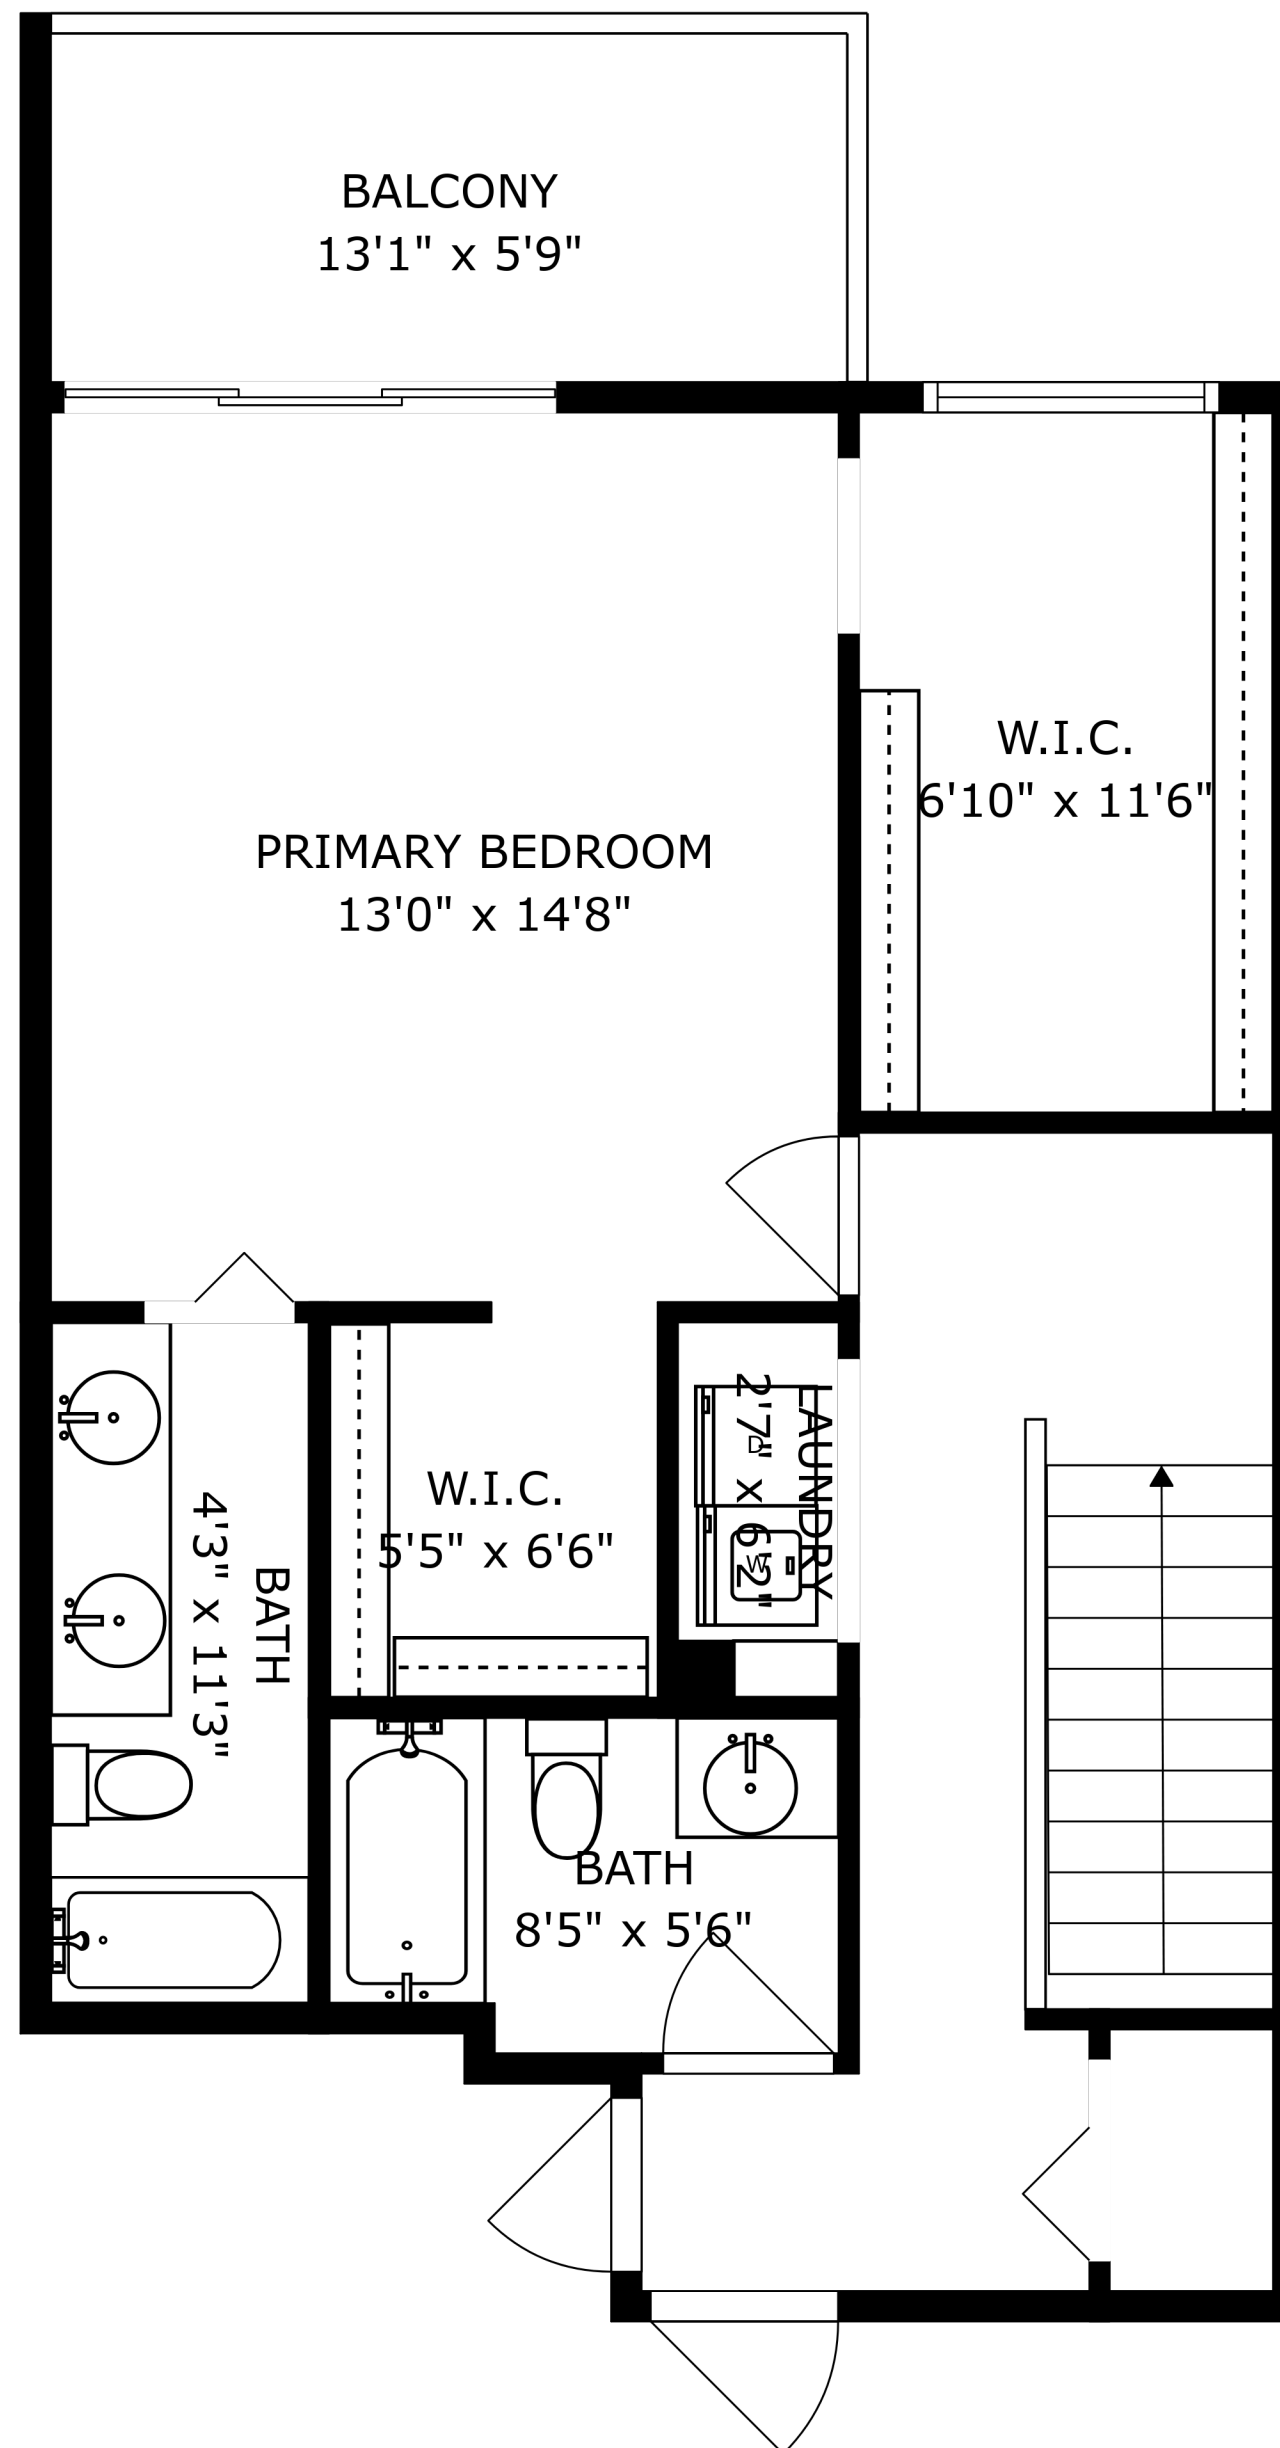 BALCONY
13'1" x 5'9"
W.I.C.
6'10" x 11'6"
PRIMARY BEDROOM
13'0" x 14'8"
LAUNDRY
2'7" x 6'2"
D
W
W.I.C.
5'5" x 6'6"
BATH
4'3" x 11'3"
BATH
8'5" x 5'6"